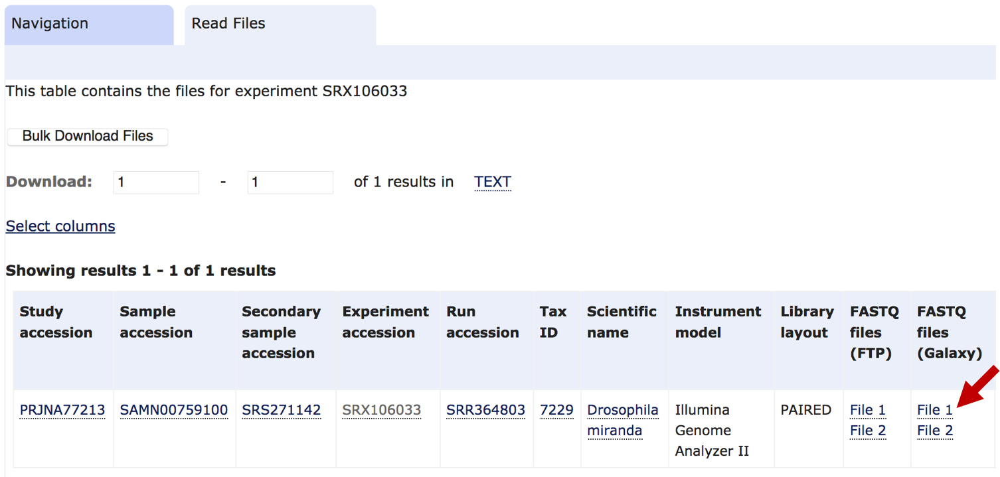 Navigation
Read Files
This table contains the files for experiment SRX106033
Bulk Download Files
Download: 1 - 1 of 1 results in TEXT
Select columns
Showing results 1 - 1 of 1 results
Study accession
Sample accession
Secondary sample accession
Experiment accession
Run accession
Tax ID
Scientific name
Instrument model
Library layout
FASTQ files (FTP)
FASTQ files (Galaxy)
PRJNA77213
SAMN00759100
SRS271142
SRX106033
SRR364803
7229
Drosophila miranda
Illumina Genome Analyzer II
PAIRED
File 1
File 2
File 1
File 2